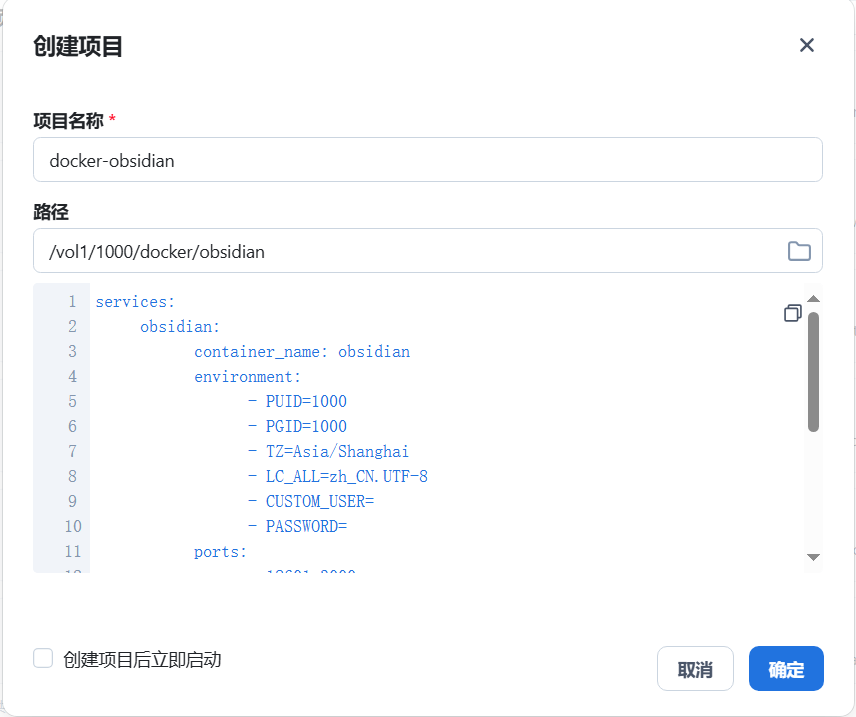 创建项目
项目名称 *
docker-obsidian
路径
/vol1/1000/docker/obsidian
1 services:
2 obsidian:
3 container_name: obsidian
4 environment:
5 - PUID=1000
6 - PGID=1000
7 - TZ=Asia/Shanghai
8 - LC_ALL=zh_CN.UTF-8
9 - CUSTOM_USER=
10 - PASSWORD=
11 ports:
创建项目后立即启动
取消
确定